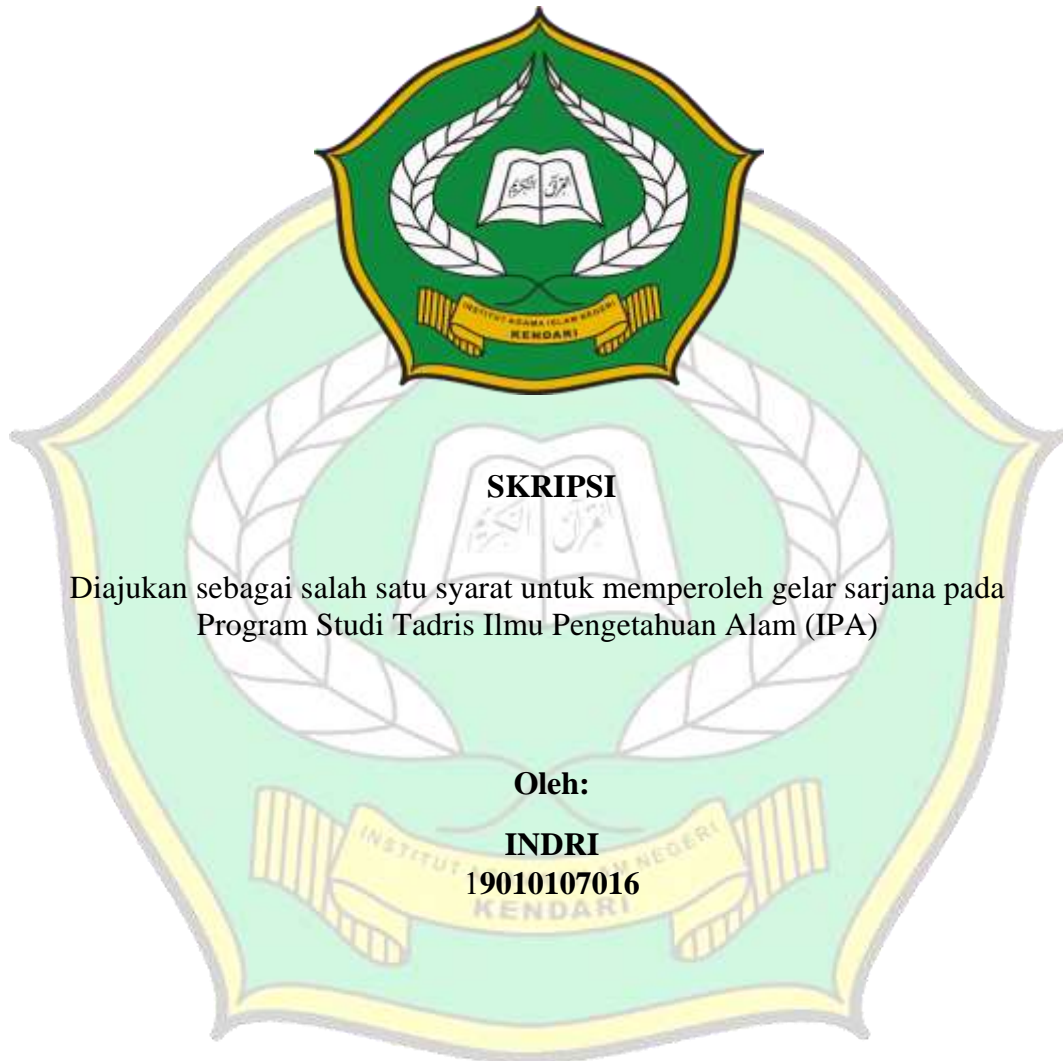 INSTITUT AGAMA ISLAM NEGERI
KENDARI
SKRIPSI
Diajukan sebagai salah satu syarat untuk memperoleh gelar sarjana pada
Program Studi Tadris Ilmu Pengetahuan Alam (IPA)
Oleh:
INDRI
19010107016
KENDARI